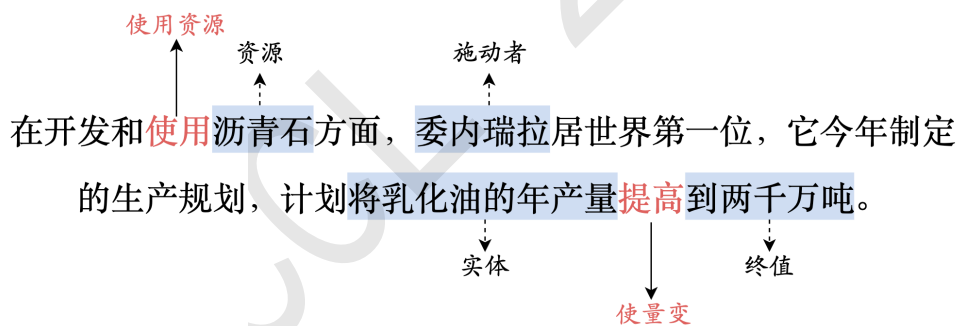 使用资源
资源 施动者
在开发和使用沥青石方面，委内瑞拉居世界第一位，它今年制定
的生产规划，计划将乳化油的年产量提高到两千万吨。
实体 终值
使量变